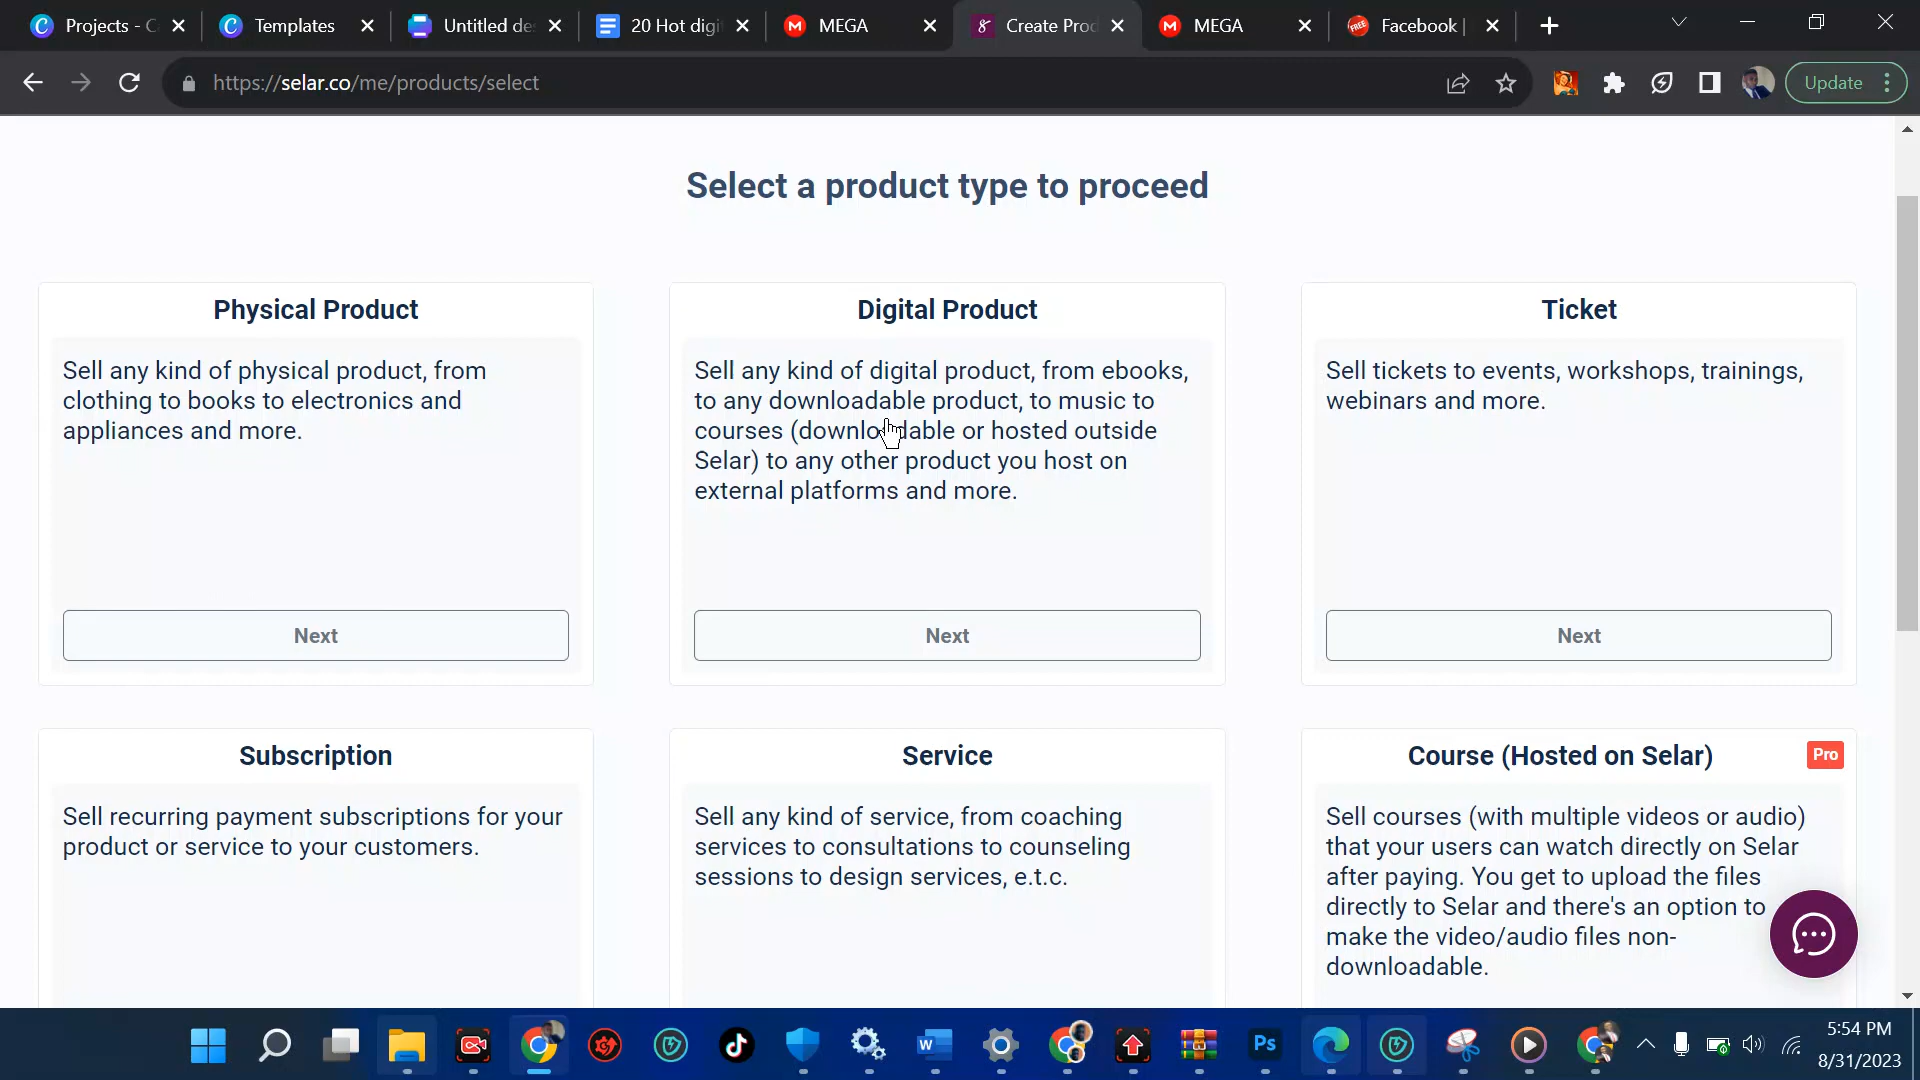 Projects - C
Templates
Untitled de
20 Hot digi
MEGA
Create Prod
MEGA
Facebook |
https://selar.co/me/products/select
Update
Select a product type to proceed
Physical Product
Sell any kind of physical product, from
clothing to books to electronics and
appliances and more.
Next
Digital Product
Sell any kind of digital product, from ebooks,
to any downloadable product, to music to
courses (downloadable or hosted outside
Selar) to any other product you host on
external platforms and more.
Next
Ticket
Sell tickets to events, workshops, trainings,
webinars and more.
Next
Subscription
Sell recurring payment subscriptions for your
product or service to your customers.
Service
Sell any kind of service, from coaching
services to consultations to counseling
sessions to design services, e.t.c.
Course (Hosted on Selar)
Pro
Sell courses (with multiple videos or audio)
that your users can watch directly on Selar
after paying. You get to upload the files
directly to Selar and there's an option to
make the video/audio files non-
downloadable.
5:54 PM
8/31/2023